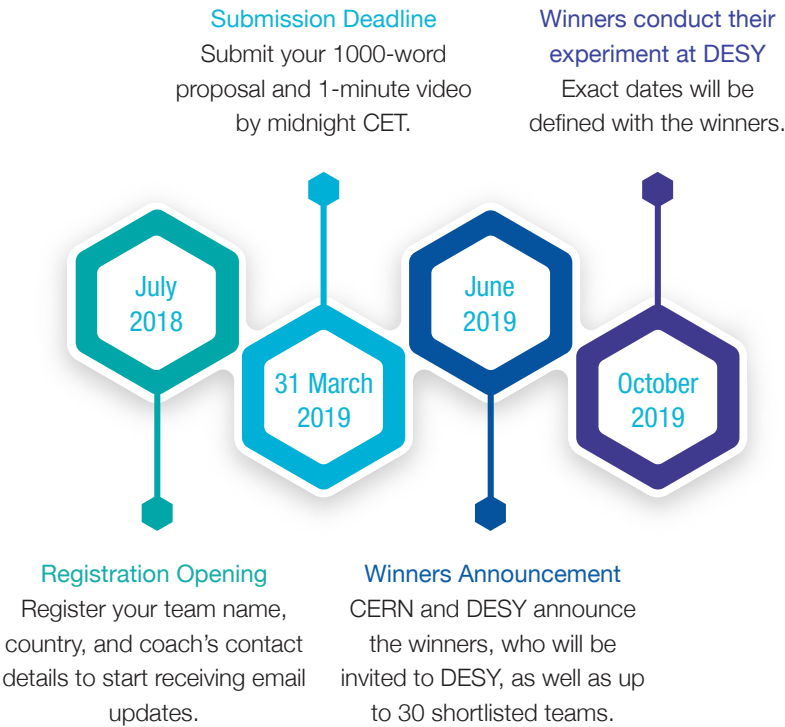 Submission Deadline
Submit your 1000-word
proposal and 1-minute video
by midnight CET.
Winners conduct their
experiment at DESY
Exact dates will be
defined with the winners.
July
2018
31 March
2019
June
2019
October
2019
Registration Opening
Register your team name,
country, and coach’s contact
details to start receiving email
updates.
Winners Announcement
CERN and DESY announce
the winners, who will be
invited to DESY, as well as up
to 30 shortlisted teams.